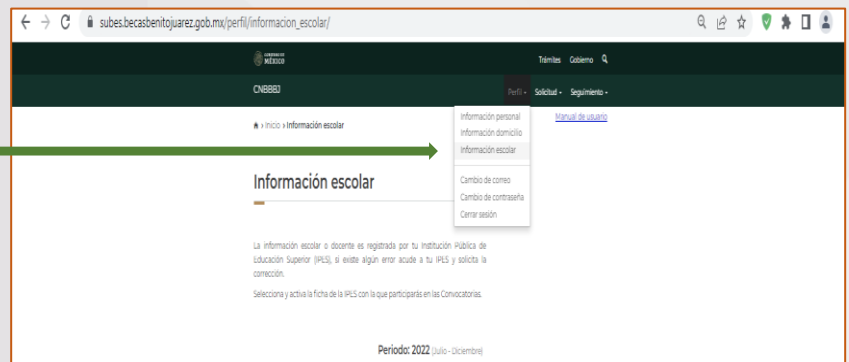 subes.becasbenitojuarez.gob.mx/perfil/informacion_escolar/
GOBIERNO DE
MÉXICO
Trámites Gobierno
CNBBBJ
Perfil Solicitud Seguimiento
Inicio › Información escolar
Manual de usuario
Información personal
Información domicilio
Información escolar
Cambio de correo
Cambio de contraseña
Cerrar sesión
Información escolar
La información escolar o docente es registrada por tu Institución Pública de
Educación Superior (IPES), si existe algún error acude a tu IPES y solicita la
corrección.
Selecciona y activa la ficha de la IPES con la que participarás en las Convocatorias.
Periodo: 2022 (Julio - Diciembre)